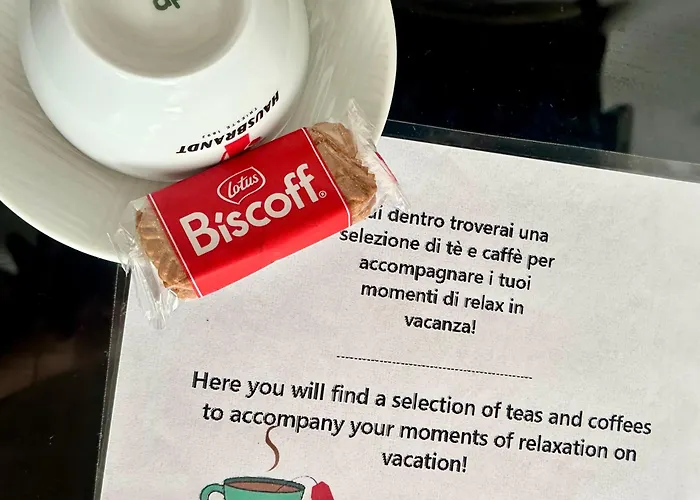 HAUSBRANDT
Lotus
Biscoff®
ui dentro troverai una
selezione di tè e caffè per
accompagnare i tuoi
momenti di relax in
vacanza!
Here you will find a selection of teas and coffees
to accompany your moments of relaxation on
vacation!